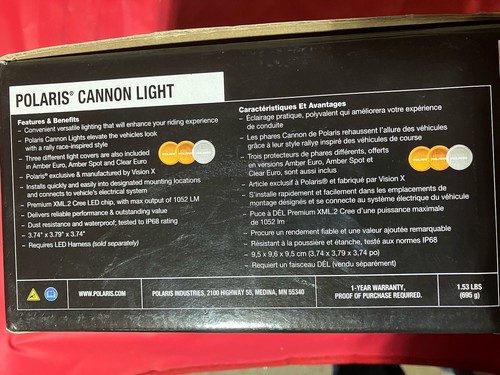 POLARIS® CANNON LIGHT
Features & Benefits
– Convenient versatile lighting that will enhance your riding experience
– Polaris Cannon Lights elevate the vehicles look
with a rally race-inspired style
– Three different light covers are also included
in Amber Euro, Amber Spot and Clear Euro
– Polaris® exclusive & manufactured by Vision X
– Installs quickly and easily into designated mounting locations
and connects to vehicle's electrical system
– Premium XML2 Cree LED chip, with max output of 1052 LM
– Delivers reliable performance & outstanding value
– Dust resistance and waterproof; tested to IP68 rating
– 3.74" x 3.79" x 3.74"
– Requires LED Harness (sold separately)
Caractéristiques Et Avantages
– Éclairage pratique, polyvalent qui améliorera votre expérience
de conduite
– Les phares Cannon de Polaris rehaussent l'allure des véhicules
grâce à leur style rallye inspiré des véhicules de course
– Trois protecteurs de phares différents, offerts
en versions Amber Euro, Amber Spot et
Clear Euro, sont aussi inclus
– Article exclusif à Polaris® et fabriqué par Vision X
– S'installe rapidement et facilement dans les emplacements de
montage désignés et se connecte au système électrique du véhicule
– Puce à DÉL Premium XML2 Cree d'une puissance maximale
de 1052 lm
– Procure un rendement fiable et une valeur ajoutée remarquable
– Résistant à la poussière et étanche, testé aux normes IP68
– 9,5 x 9,6 x 9,5 cm (3,74 x 3,79 x 3,74 po)
– Requiert un faisceau DÉL (vendu séparément)
WWW.POLARIS.COM
POLARIS INDUSTRIES, 2100 HIGHWAY 55, MEDINA, MN 55340
1-YEAR WARRANTY,
PROOF OF PURCHASE REQUIRED.
1.53 LBS
(695 g)